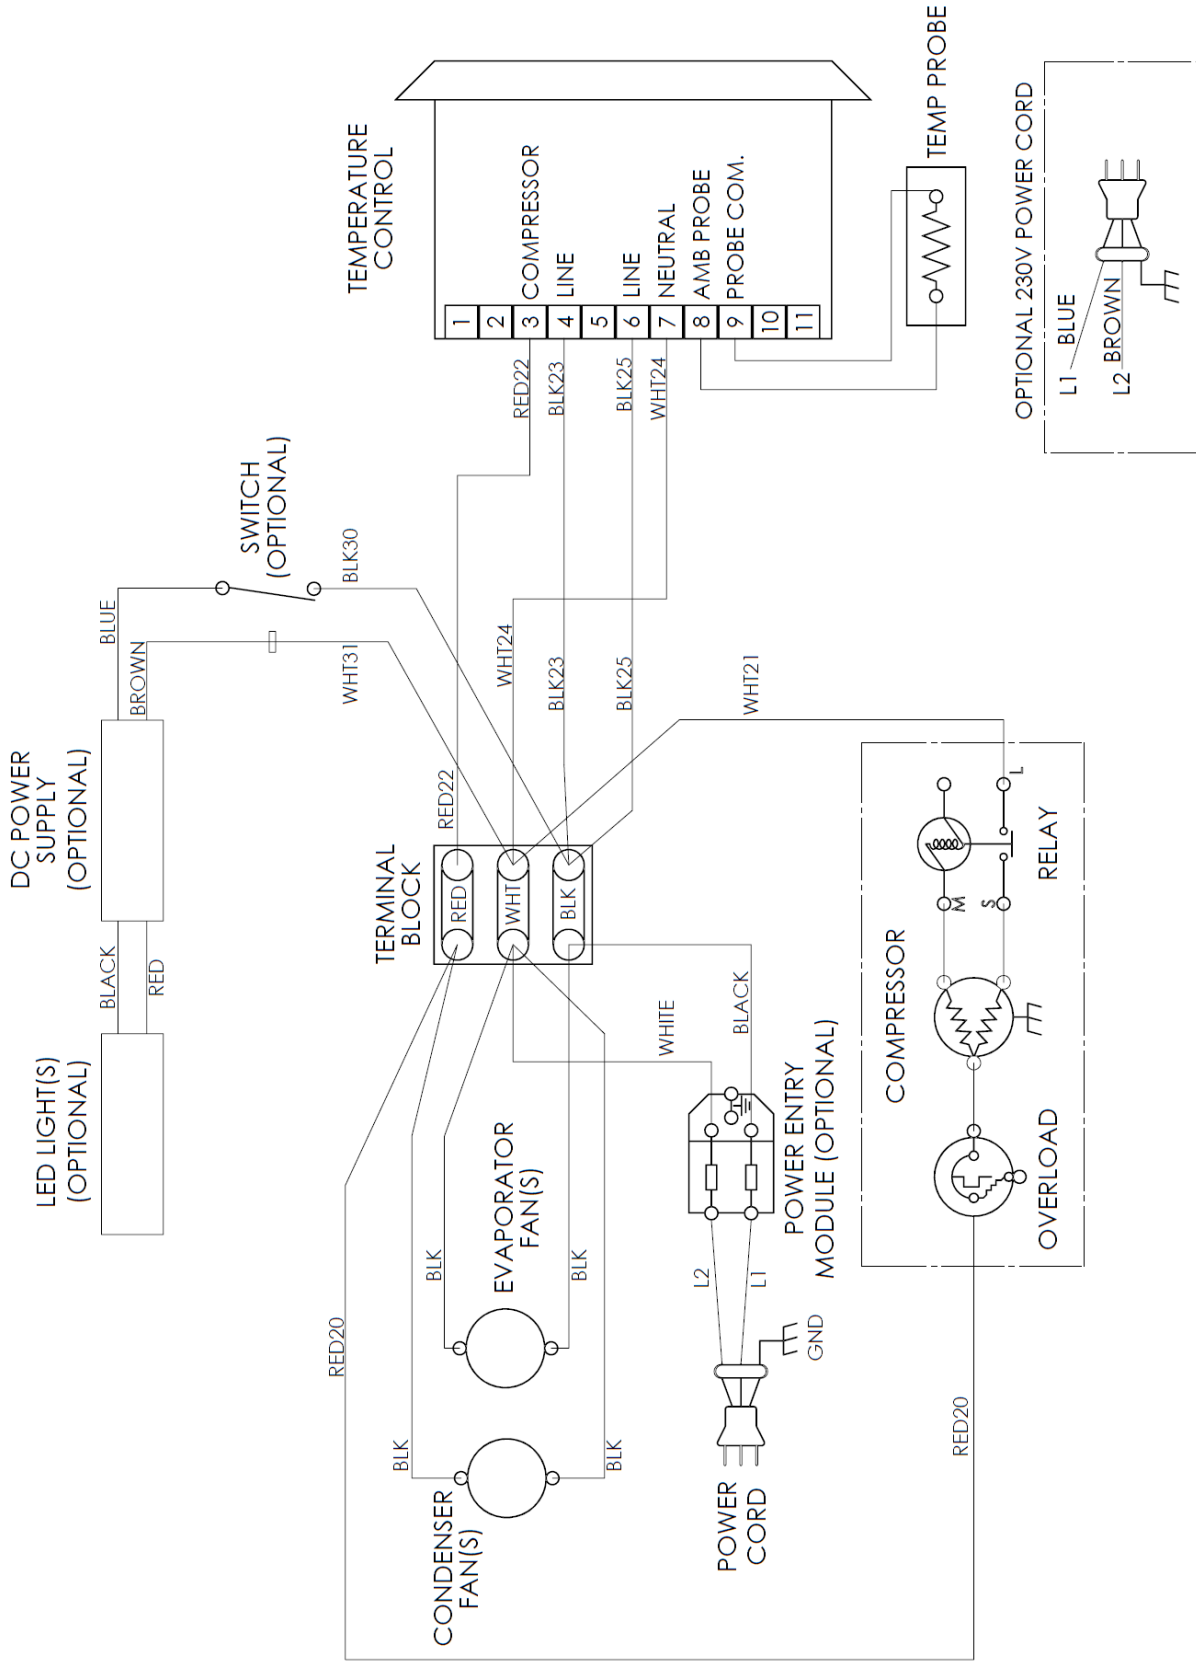 LED LIGHT(S)
(OPTIONAL)
BLACK
RED
DC POWER
SUPPLY
(OPTIONAL)
BLUE
BROWN
SWITCH
(OPTIONAL)
WHT31
BLK30
TEMPERATURE
CONTROL
RED20
CONDENSER
FAN(S)
BLK
BLK
EVAPORATOR
FAN(S)
BLK
BLK
TERMINAL
BLOCK
RED
WHT
BLK
RED22
WHT24
BLK23
BLK25
WHT21
RED22
BLK23
BLK25
WHT24
1
2
3 COMPRESSOR
4 LINE
5
6 LINE
7 NEUTRAL
8 AMB PROBE
9 PROBE COM.
10
11
TEMP PROBE
POWER
CORD
GND
L2
L1
POWER ENTRY
MODULE (OPTIONAL)
WHITE
BLACK
RED20
OVERLOAD
COMPRESSOR
M
S
L
RELAY
OPTIONAL 230V POWER CORD
L1 BLUE
L2 BROWN